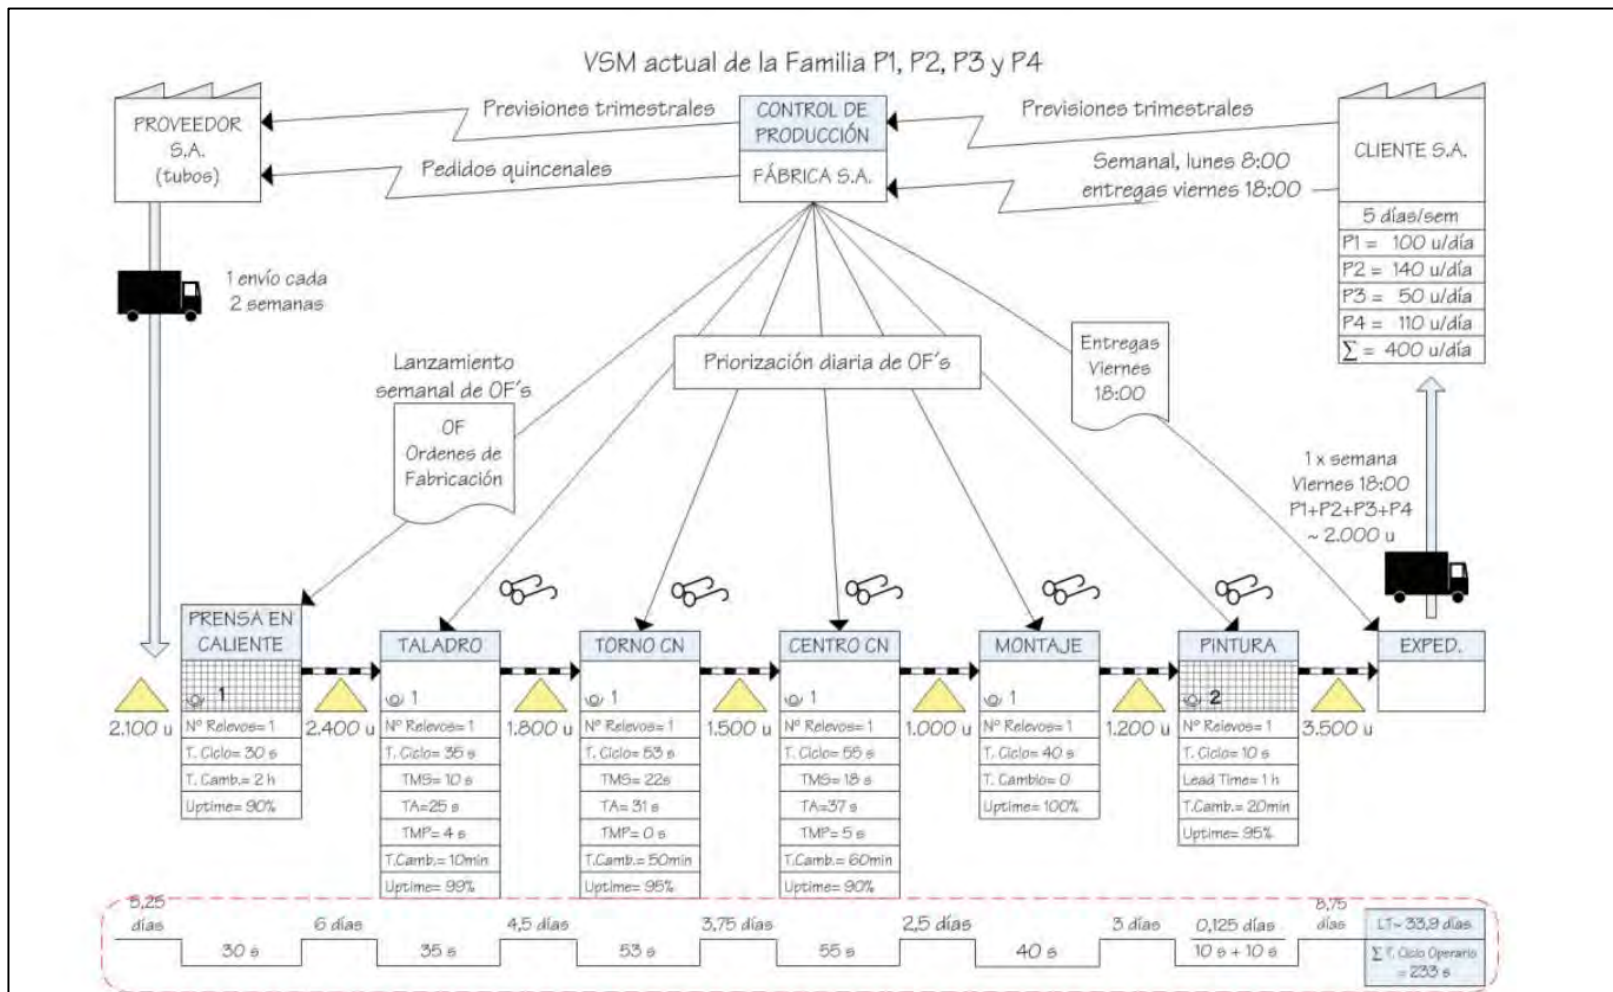 VSM actual de la Familia P1, P2, P3 y P4
PROVEEDOR
S.A.
(tubos)
Previsiones trimestrales
Pedidos quincenales
CONTROL DE
PRODUCCIÓN
FÁBRICA S.A.
Previsiones trimestrales
Semanal, lunes 8:00
entregas viernes 18:00
CLIENTE S.A.
5 días/sem
P1 = 100 u/día
P2 = 140 u/día
P3 = 50 u/día
P4 = 110 u/día
∑ = 400 u/día
1 envío cada
2 semanas
Lanzamiento
semanal de OF´s
OF
Ordenes de
Fabricación
Priorización diaria de OF´s
Entregas
Viernes
18:00
1 x semana
Viernes 18:00
P1+P2+P3+P4
~ 2.000 u
2.100 u
PRENSA EN
CALIENTE
1
Nº Relevos= 1
T. Ciclo= 30 s
T. Camb.= 2 h
Uptime= 90%
2.400 u
TALADRO
1
Nº Relevos= 1
T. Ciclo= 35 s
TMS= 10 s
TA=25 s
TMP= 4 s
T.Camb.= 10min
Uptime= 99%
1.800 u
TORNO CN
1
Nº Relevos= 1
T. Ciclo= 53 s
TMS= 22s
TA= 31 s
TMP= 0 s
T.Camb.= 50min
Uptime= 95%
1.500 u
CENTRO CN
1
Nº Relevos= 1
T. Ciclo= 55 s
TMS= 18 s
TA=37 s
TMP= 5 s
T.Camb.= 60min
Uptime= 90%
1.000 u
MONTAJE
1
Nº Relevos= 1
T. Ciclo= 40 s
T. Cambio= 0
Uptime= 100%
1.200 u
PINTURA
2
Nº Relevos= 1
T. Ciclo= 10 s
Lead Time= 1 h
T.Camb.= 20min
Uptime= 95%
3.500 u
EXPED.
5,25
días
30 s
6 días
35 s
4,5 días
53 s
3,75 días
55 s
2,5 días
40 s
3 días
0,125 días
10 s + 10 s
8,75
días
LT~ 33,9 días
∑ T. Ciclo Operario
= 233 s